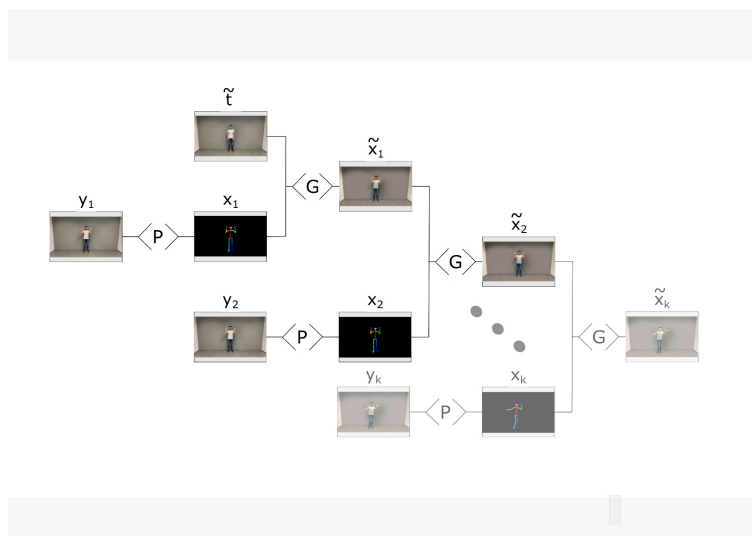 t̃
x̃₁
y₁
x₁
G
P
x̃₂
G
y₂
x₂
P
x̃ₖ
G
yₖ
xₖ
P